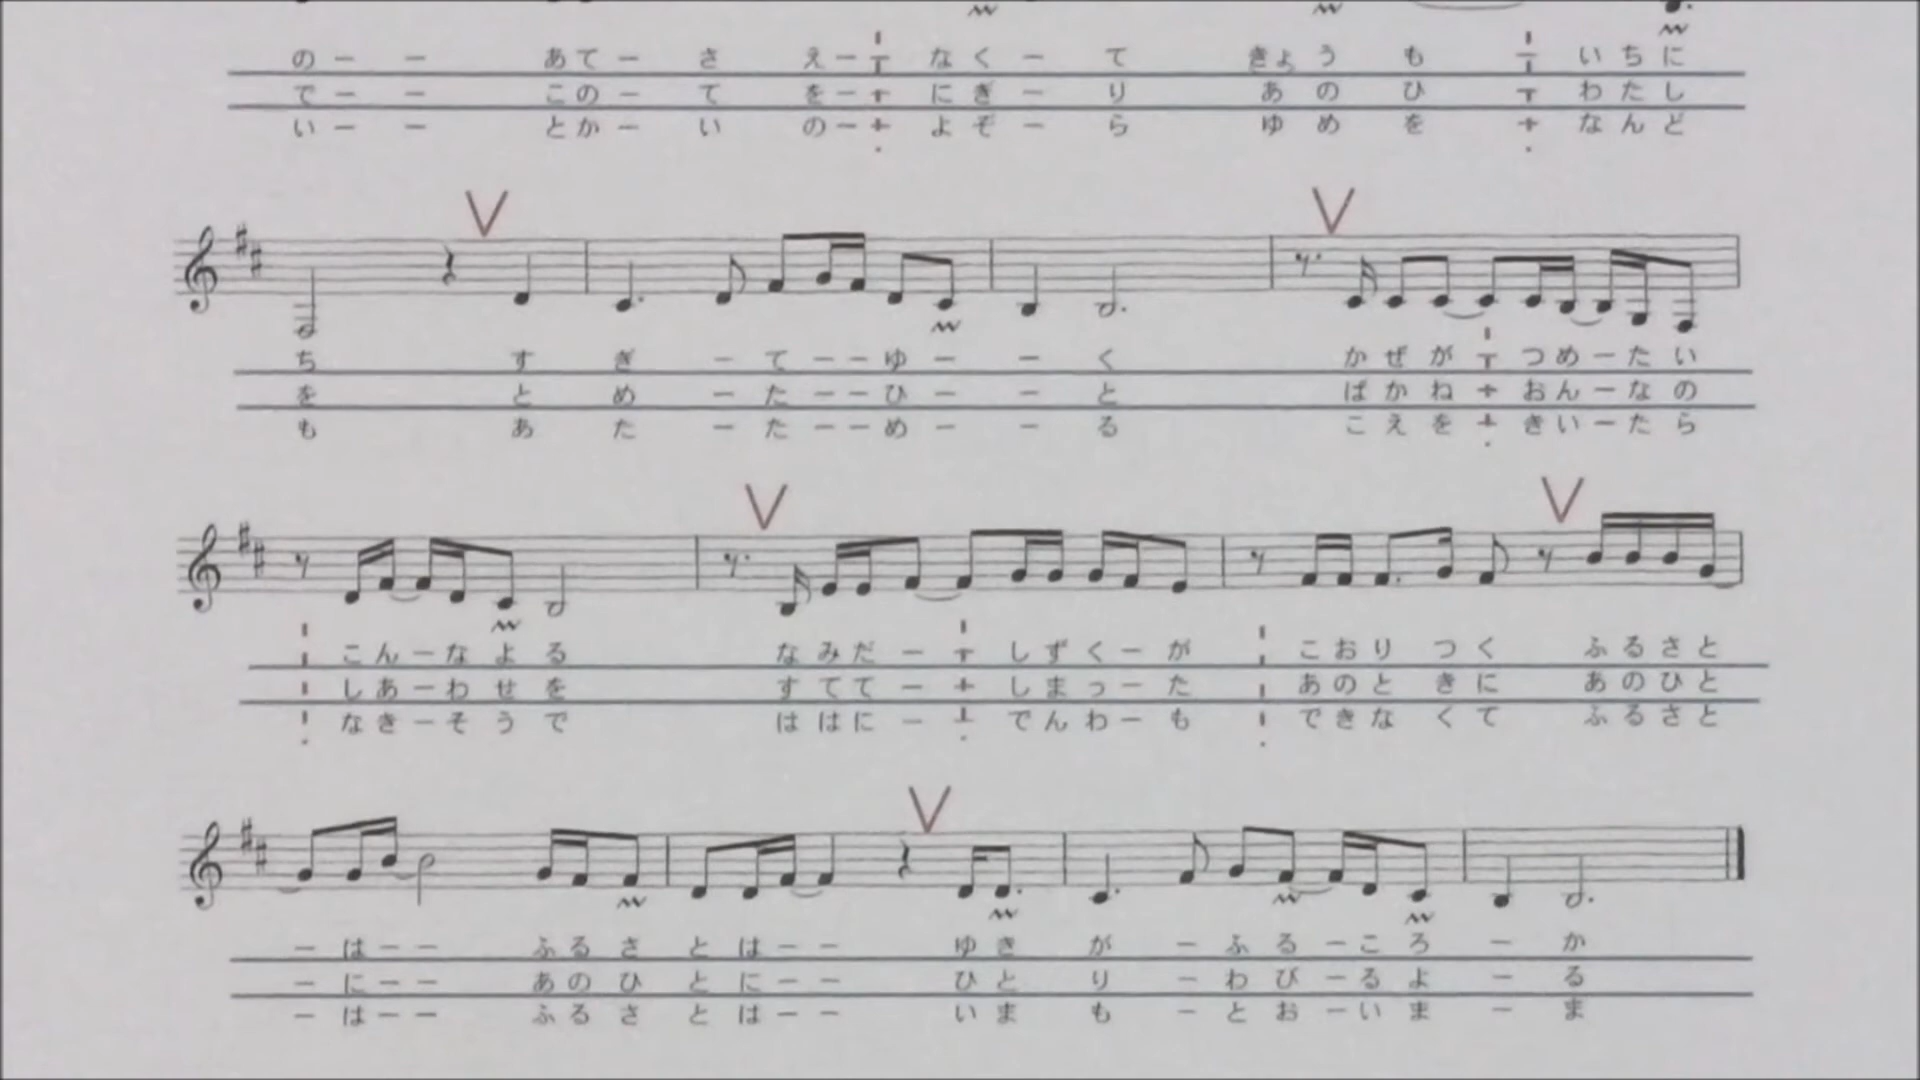 の ー ー あ て ー さ え ー な く ー て きょ う も い ち に
で ー ー こ の ー て を ー に ぎ ー り あ の ひ わ た し
い ー ー と か ー い の ー よ ぞ ー ら ゆ め を な ん ど
ち す ぎ ー て ー ー ゆ ー ー く か ぜ が つ め ー た い
を と め ー た ー ー ひ ー ー と ば か ね お ん ー な の
も あ た ー た ー ー め ー ー る こ え を き い ー た ら
こ ん ー な よ る な み だ ー し ず く ー が こ お り つ く ふ る さ と
し あ ー わ せ を す て て ー し ま っ ー た あ の と き に あ の ひ と
な き ー そ う で は は に ー で ん わ ー も で き な く て ふ る さ と
ー は ー ー ふ る さ と は ー ー ゆ き が ー ふ る ー こ ろ ー か
ー に ー ー あ の ひ と に ー ー ひ と り ー わ び ー る よ ー る
ー は ー ー ふ る さ と は ー ー い ま も ー と お ー い ま ー ま